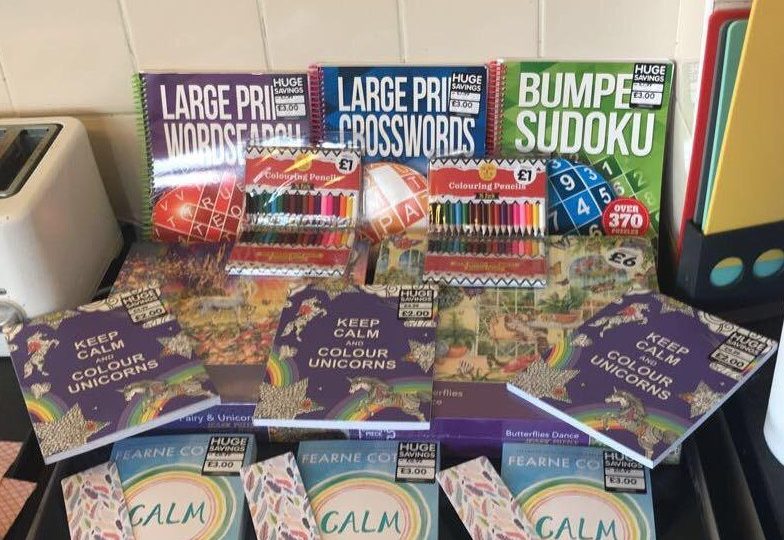 LARGE PRI
WORDSEARCH
HUGE
SAVINGS
£3.00
LARGE PRI
CROSSWORDS
HUGE
SAVINGS
£3.00
BUMPE
SUDOKU
HUGE
SAVINGS
£3.00
OVER
370
PUZZLES
£1
Colouring Pencils
£1
Colouring Pencils
£6
KEEP
CALM
AND
COLOUR
UNICORNS
HUGE
SAVINGS
£2.00
KEEP
CALM
AND
COLOUR
UNICORNS
HUGE
SAVINGS
£2.00
KEEP
CALM
AND
COLOUR
UNICORNS
HUGE
SAVINGS
£2.00
Fairy & Unicorn
Butterflies
Butterflies Dance
FEARNE CO
CALM
HUGE
SAVINGS
£3.00
FEARNE CO
CALM
HUGE
SAVINGS
£3.00
FEARNE CO
CALM
HUGE
SAVINGS
£3.00